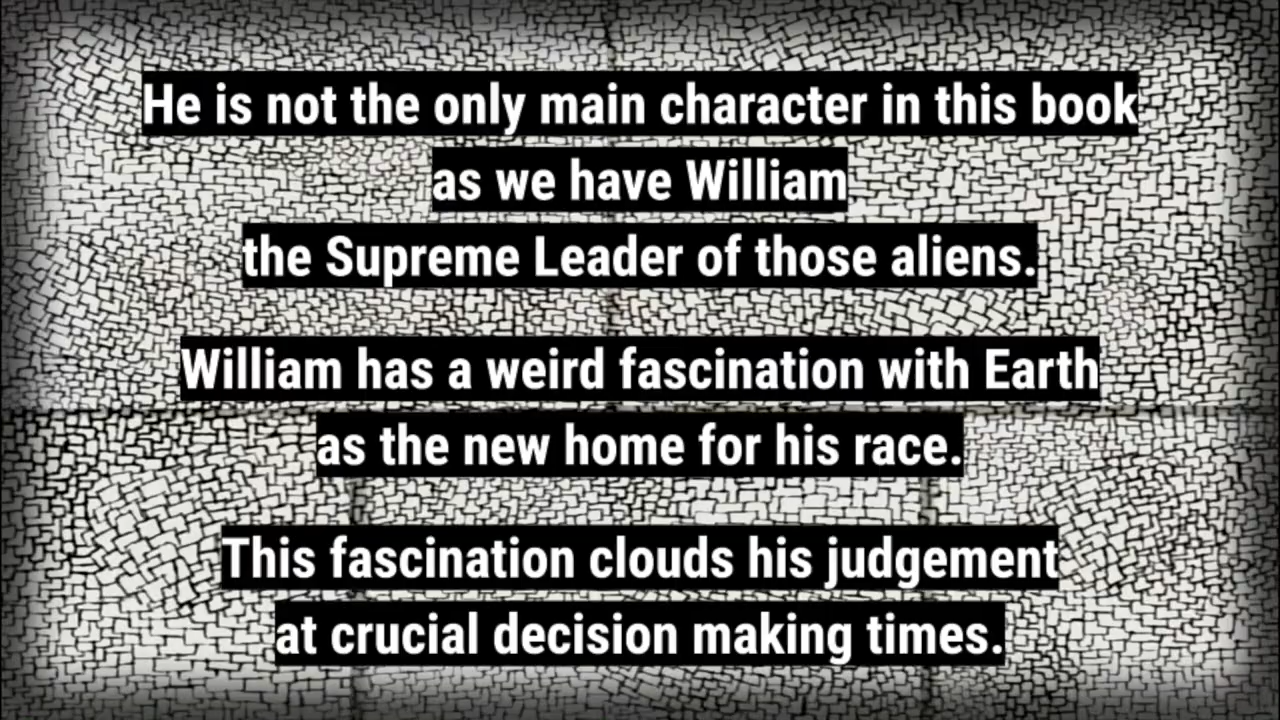 He is not the only main character in this book
as we have William
the Supreme Leader of those aliens.
William has a weird fascination with Earth
as the new home for his race.
This fascination clouds his judgement
at crucial decision making times.